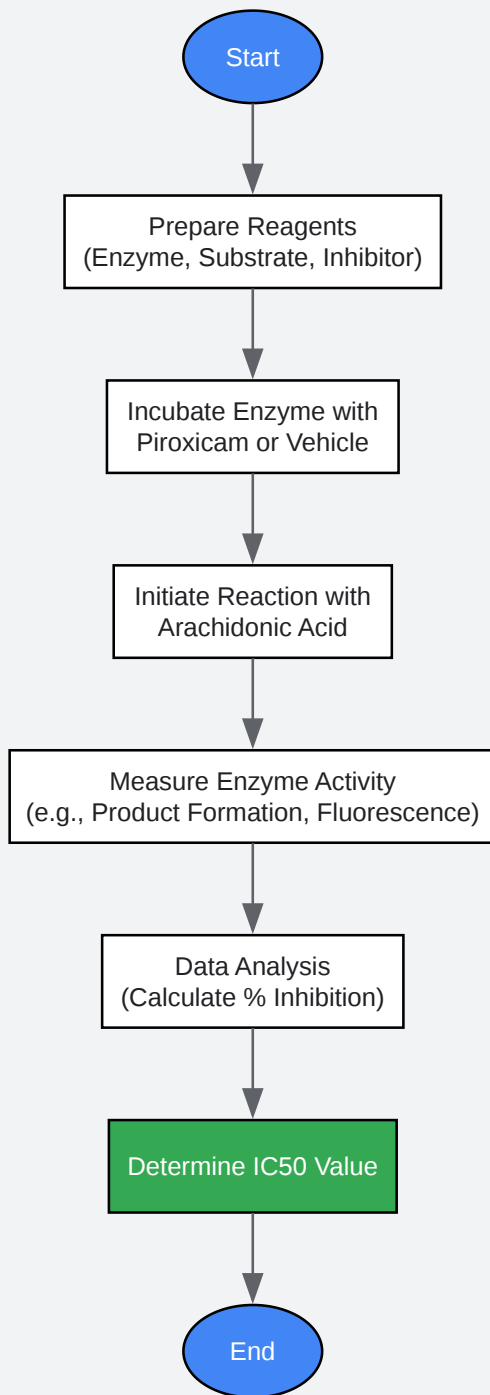 Start
Prepare Reagents
(Enzyme, Substrate, Inhibitor)
Incubate Enzyme with
Piroxicam or Vehicle
Initiate Reaction with
Arachidonic Acid
Measure Enzyme Activity
(e.g., Product Formation, Fluorescence)
Data Analysis
(Calculate % Inhibition)
Determine IC50 Value
End